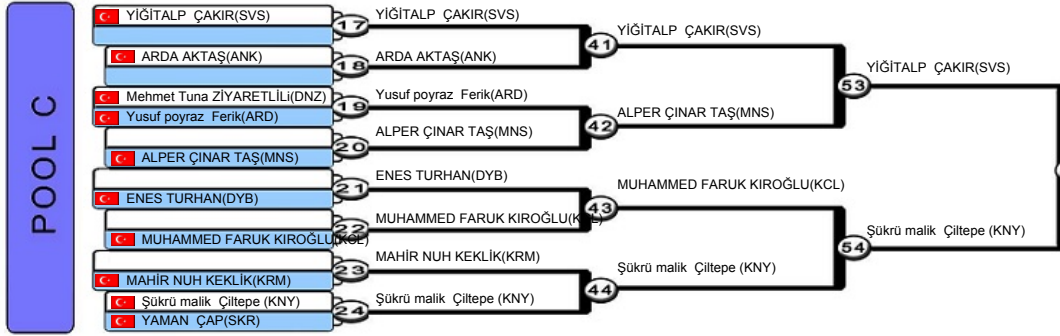 POOL C
YİĞİTALP ÇAKIR(SVS)
17
YİĞİTALP ÇAKIR(SVS)
ARDA AKTAŞ(ANK)
18
ARDA AKTAŞ(ANK)
41
YİĞİTALP ÇAKIR(SVS)
Mehmet Tuna ZİYARETLİLi(DNZ)
Yusuf poyraz Ferik(ARD)
19
Yusuf poyraz Ferik(ARD)
ALPER ÇINAR TAŞ(MNS)
20
ALPER ÇINAR TAŞ(MNS)
42
ALPER ÇINAR TAŞ(MNS)
53
YİĞİTALP ÇAKIR(SVS)
ENES TURHAN(DYB)
21
ENES TURHAN(DYB)
MUHAMMED FARUK KIROĞLU(KCL)
22
MUHAMMED FARUK KIROĞLU(KCL)
43
MUHAMMED FARUK KIROĞLU(KCL)
MAHİR NUH KEKLİK(KRM)
23
MAHİR NUH KEKLİK(KRM)
Şükrü malik Çiltepe (KNY)
YAMAN ÇAP(SKR)
24
Şükrü malik Çiltepe (KNY)
44
Şükrü malik Çiltepe (KNY)
54
Şükrü malik Çiltepe (KNY)